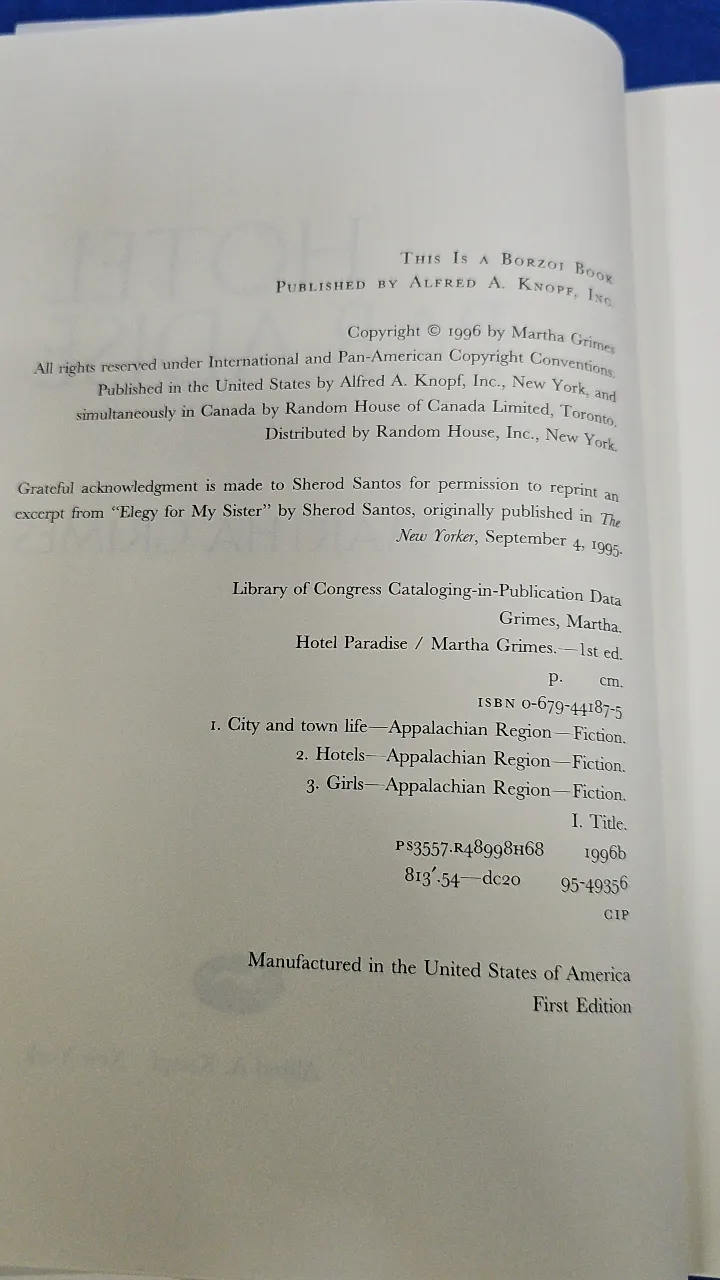 THIS IS A BORZOI BOOK
PUBLISHED BY ALFRED A. KNOPF, INC.
Copyright © 1996 by Martha Grimes
All rights reserved under International and Pan-American Copyright Conventions.
Published in the United States by Alfred A. Knopf, Inc., New York, and
simultaneously in Canada by Random House of Canada Limited, Toronto.
Distributed by Random House, Inc., New York.
Grateful acknowledgment is made to Sherod Santos for permission to reprint an
excerpt from “Elegy for My Sister” by Sherod Santos, originally published in The
New Yorker, September 4, 1995.
Library of Congress Cataloging-in-Publication Data
Grimes, Martha.
Hotel Paradise / Martha Grimes.—1st ed.
p. cm.
ISBN 0-679-44187-5
1. City and town life—Appalachian Region—Fiction.
2. Hotels—Appalachian Region—Fiction.
3. Girls—Appalachian Region—Fiction.
I. Title.
PS3557.R48998H68 1996b
813′.54—dc20 95-49356
CIP
Manufactured in the United States of America
First Edition